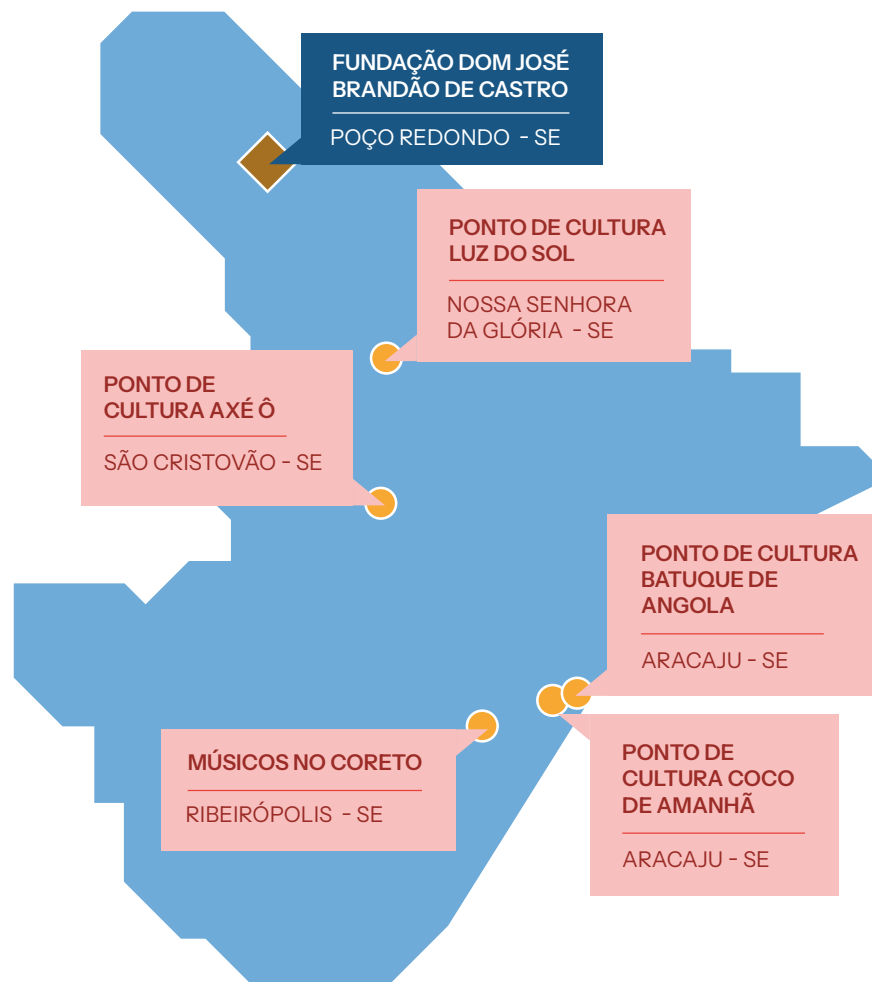 FUNDAÇÃO DOM JOSÉ
BRANDÃO DE CASTRO
POÇO REDONDO - SE
PONTO DE CULTURA
LUZ DO SOL
NOSSA SENHORA
DA GLÓRIA - SE
PONTO DE
CULTURA AXÉ Ô
SÃO CRISTOVÃO - SE
PONTO DE CULTURA
BATUQUE DE
ANGOLA
ARACAJU - SE
MÚSICOS NO CORETO
RIBEIRÓPOLIS - SE
PONTO DE
CULTURA COCO
DE AMANHÃ
ARACAJU - SE